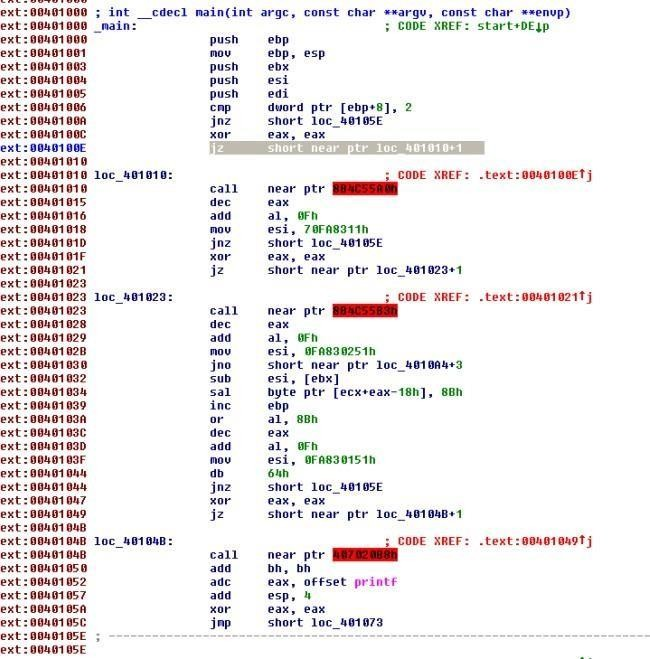 ext:00401000 ; int __cdecl main(int argc, const char **argv, const char **envp)
ext:00401000 _main: ; CODE XREF: start+DE↓p
ext:00401000 push ebp
ext:00401001 mov ebp, esp
ext:00401003 push ebx
ext:00401004 push esi
ext:00401005 push edi
ext:00401006 cmp dword ptr [ebp+8], 2
ext:0040100A jnz short loc_40105E
ext:0040100C xor eax, eax
ext:0040100E jz short near ptr loc_401010+1
ext:00401010
ext:00401010 loc_401010: ; CODE XREF: .text:0040100E↑j
ext:00401010 call near ptr 8B4C55A0h
ext:00401015 dec eax
ext:00401016 add al, 0Fh
ext:00401018 mov esi, 70FA8311h
ext:0040101D jnz short loc_40105E
ext:0040101F xor eax, eax
ext:00401021 jz short near ptr loc_401023+1
ext:00401023
ext:00401023 loc_401023: ; CODE XREF: .text:00401021↑j
ext:00401023 call near ptr 8B4C55B3h
ext:00401028 dec eax
ext:00401029 add al, 0Fh
ext:0040102B mov esi, 0FA830251h
ext:00401030 jno short near ptr loc_4010A4+3
ext:00401032 sub esi, [ebx]
ext:00401034 sal byte ptr [ecx+eax-18h], 8Bh
ext:00401039 inc ebp
ext:0040103A or al, 8Bh
ext:0040103C dec eax
ext:0040103D add al, 0Fh
ext:0040103F mov esi, 0FA830151h
ext:00401044 db 64h
ext:00401044 jnz short loc_40105E
ext:00401047 xor eax, eax
ext:00401049 jz short near ptr loc_40104B+1
ext:0040104B
ext:0040104B loc_40104B: ; CODE XREF: .text:00401049↑j
ext:0040104B call near ptr 407020B8h
ext:00401050 add bh, bh
ext:00401052 adc eax, offset printf
ext:00401057 add esp, 4
ext:0040105A xor eax, eax
ext:0040105C jmp short loc_401073
ext:0040105E ; ---------------------------------------------------------------
ext:0040105E